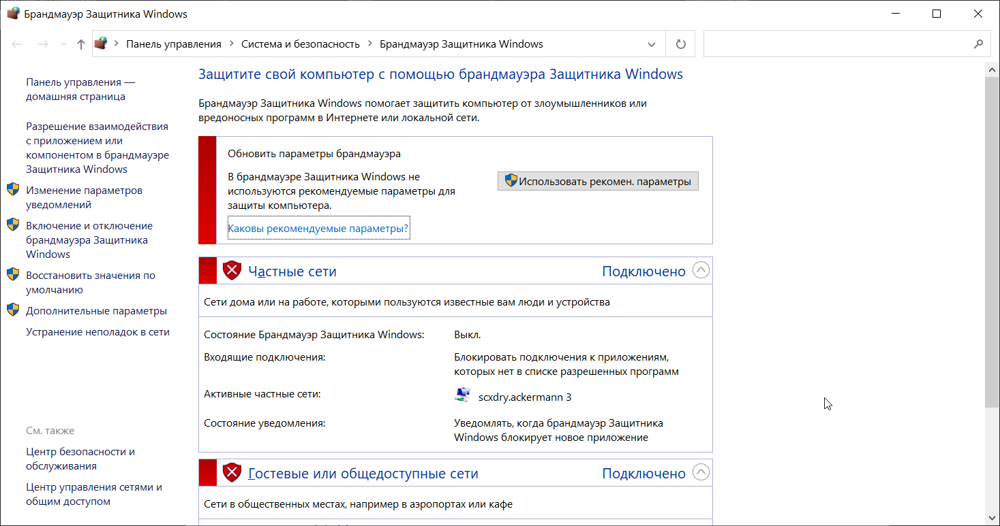 Брандмауэр Защитника Windows
Панель управления
Система и безопасность
Брандмауэр Защитника Windows
Панель управления —
домашняя страница
Разрешение взаимодействия
с приложением или
компонентом в брандмауэре
Защитника Windows
Изменение параметров
уведомлений
Включение и отключение
брандмауэра Защитника
Windows
Восстановить значения по
умолчанию
Дополнительные параметры
Устранение неполадок в сети
См. также
Центр безопасности и
обслуживания
Центр управления сетями и
общим доступом
Защитите свой компьютер с помощью брандмауэра Защитника Windows
Брандмауэр Защитника Windows помогает защитить компьютер от злоумышленников или
вредоносных программ в Интернете или локальной сети.
Обновить параметры брандмауэра
В брандмауэре Защитника Windows не
используются рекомендуемые параметры для
защиты компьютера.
Использовать рекомен. параметры
Каковы рекомендуемые параметры?
Частные сети
Подключено
Сети дома или на работе, которыми пользуются известные вам люди и устройства
Состояние Брандмауэр Защитника Windows:
Выкл.
Входящие подключения:
Блокировать подключения к приложениям,
которых нет в списке разрешенных программ
Активные частные сети:
scxdry.ackermann 3
Состояние уведомления:
Уведомлять, когда брандмауэр Защитника
Windows блокирует новое приложение
Гостевые или общедоступные сети
Подключено
Сети в общественных местах, например в аэропортах или кафе